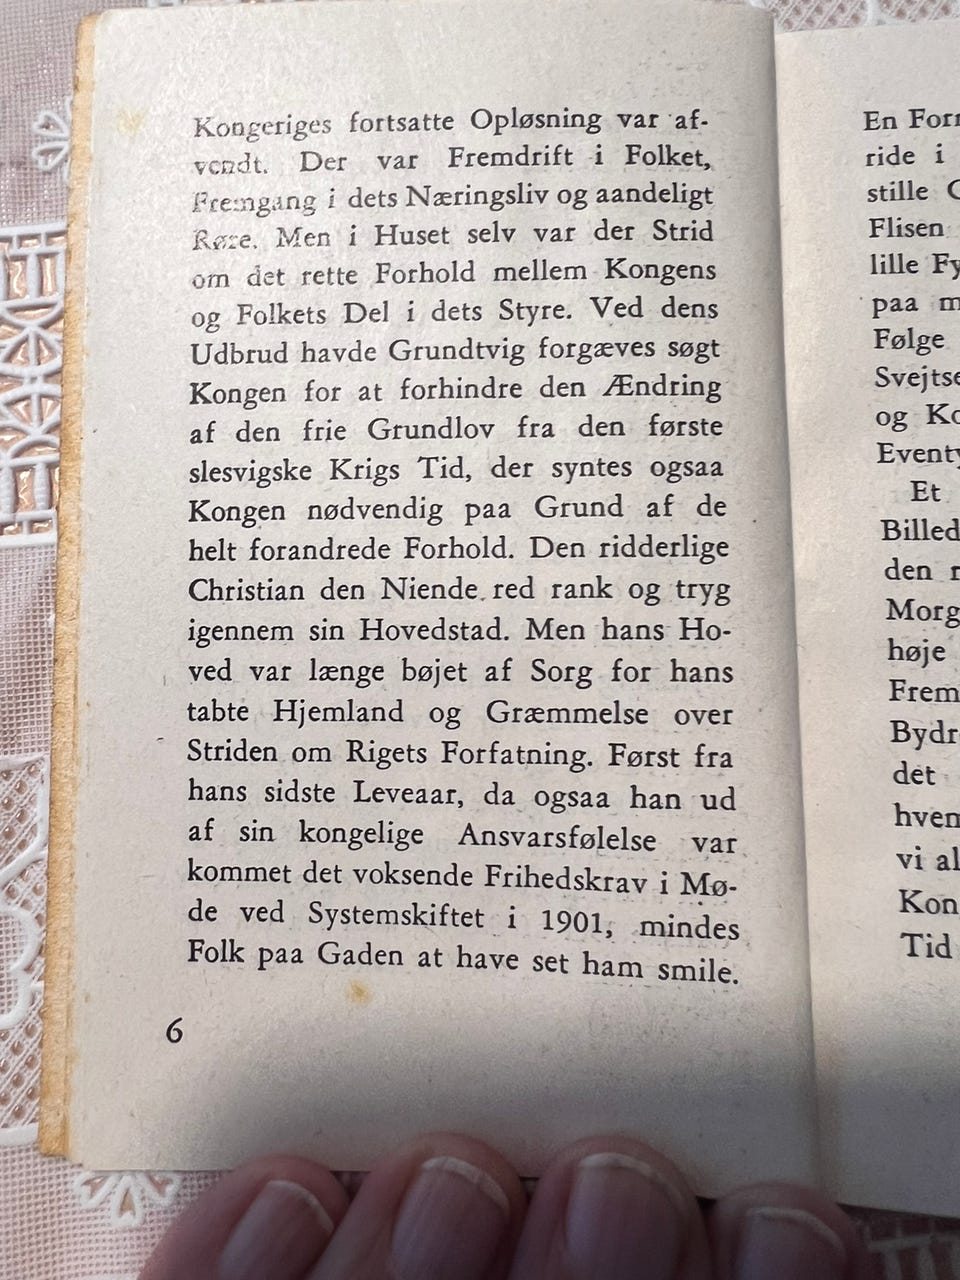 Kongeriges fortsatte Opløsning var af-
vendt. Der var Fremdrift i Folket,
Fremgang i dets Næringsliv og aandeligt
Røre. Men i Huset selv var der Strid
om det rette Forhold mellem Kongens
og Folkets Del i dets Styre. Ved dens
Udbrud havde Grundtvig forgæves søgt
Kongen for at forhindre den Ændring
af den frie Grundlov fra den første
slesvigske Krigs Tid, der syntes ogsaa
Kongen nødvendig paa Grund af de
helt forandrede Forhold. Den ridderlige
Christian den Niende red rank og tryg
igennem sin Hovedstad. Men hans Ho-
ved var længe bøjet af Sorg for hans
tabte Hjemland og Græmmelse over
Striden om Rigets Forfatning. Først fra
hans sidste Leveaar, da ogsaa han ud
af sin kongelige Ansvarsfølelse var
kommet det voksende Frihedskrav i Mø-
de ved Systemskiftet i 1901, mindes
Folk paa Gaden at have set ham smile.
6
En
ride i
stille
Flisen
lille
paa
Følge
og
Et
den
høje
det
vi
Tid